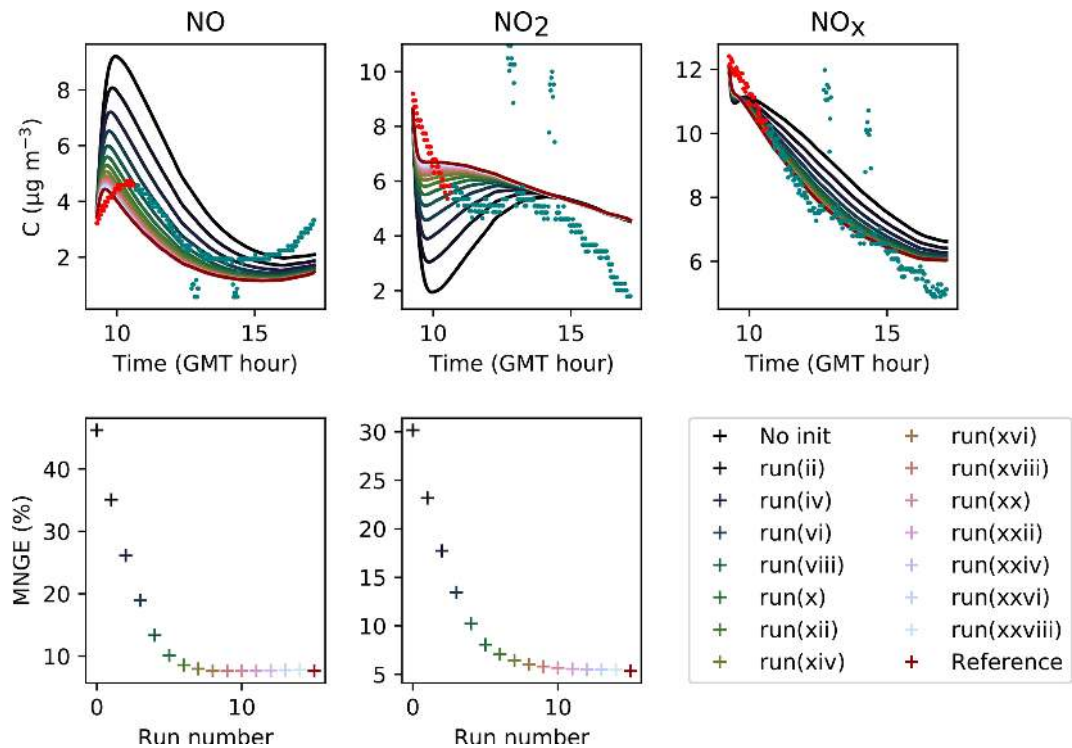 NO
NO2
NOx
C (µg m−3)
8
6
4
2
10
15
Time (GMT hour)
10
8
6
4
2
10
15
Time (GMT hour)
12
10
8
6
10
15
Time (GMT hour)
MNGE (%)
40
30
20
10
0
10
Run number
30
25
20
15
10
5
0
10
Run number
No init
run(ii)
run(iv)
run(vi)
run(viii)
run(x)
run(xii)
run(xiv)
run(xvi)
run(xviii)
run(xx)
run(xxii)
run(xxiv)
run(xxvi)
run(xxviii)
Reference